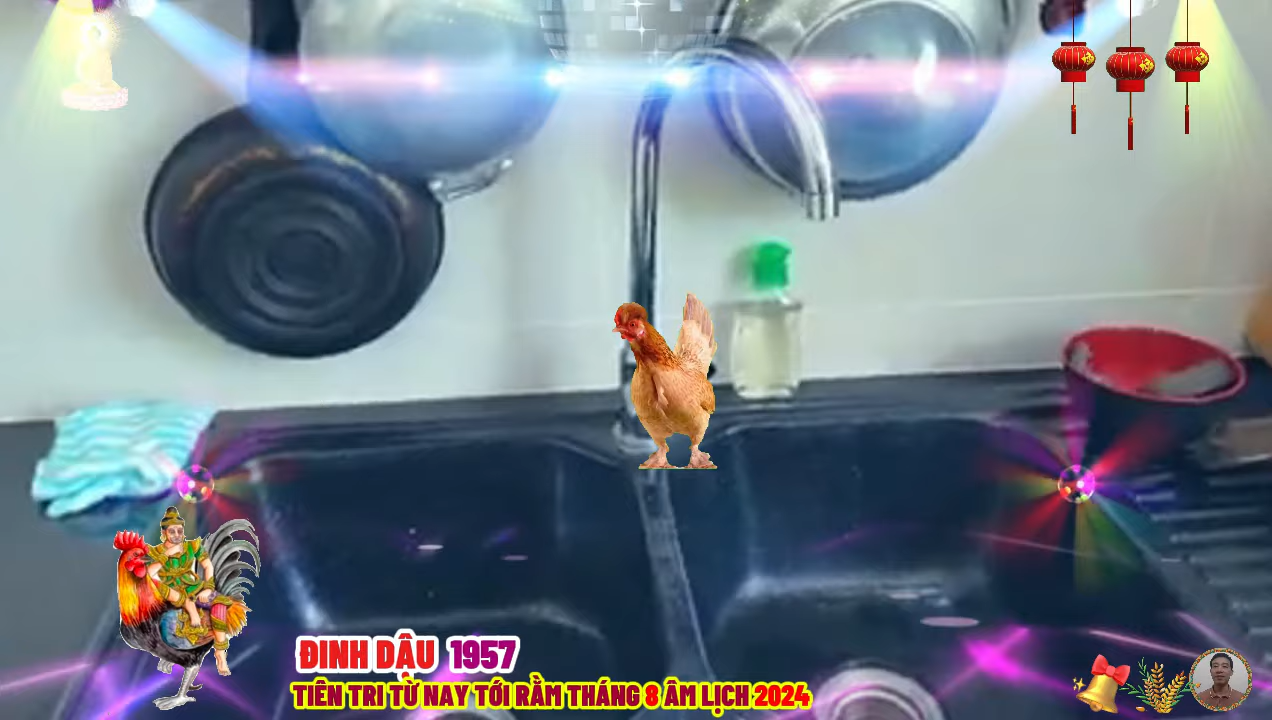 ĐINH DẬU 1957
TIÊN TRI TỪ NAY TỚI RẰM THÁNG 8 ÂM LỊCH 2024